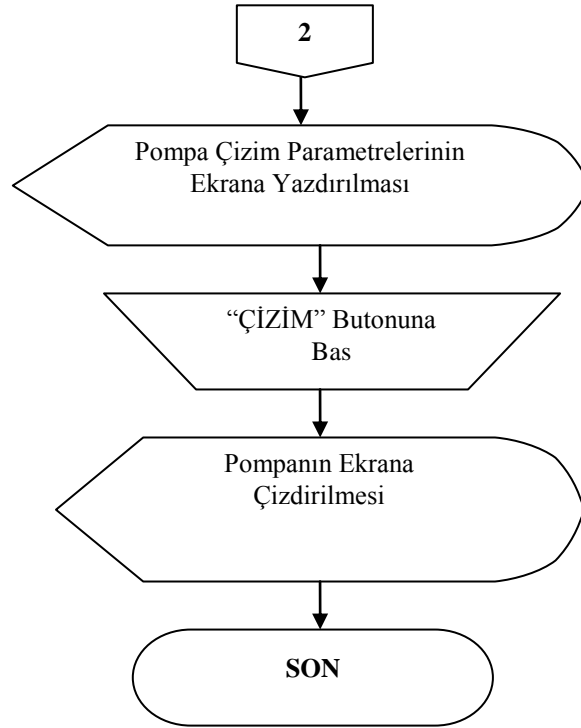 2
Pompa Çizim Parametrelerinin
Ekrana Yazdırılması
“ÇİZİM” Butonuna
Bas
Pompanın Ekrana
Çizdirilmesi
SON